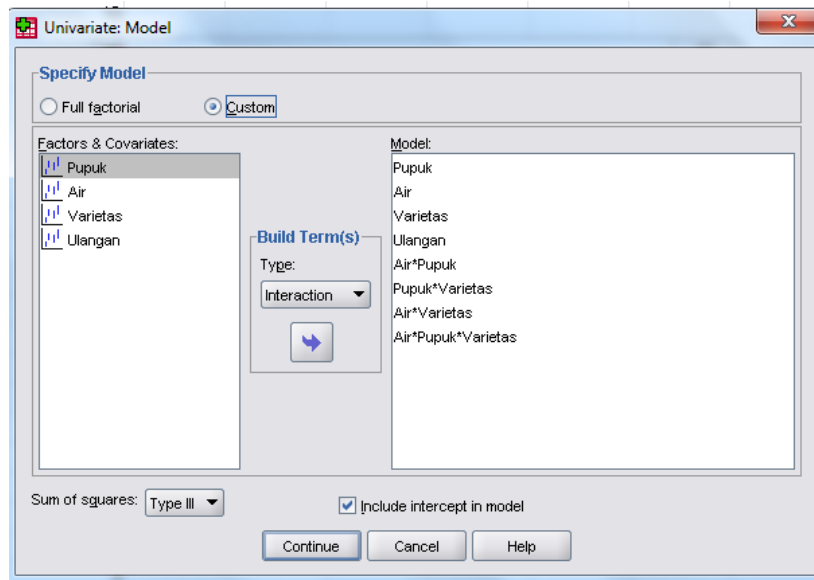 Univariate: Model
Specify Model
Full factorial
Custom
Factors & Covariates:
Pupuk
Air
Varietas
Ulangan
Build Term(s)
Type:
Interaction
Model:
Pupuk
Air
Varietas
Ulangan
Air*Pupuk
Pupuk*Varietas
Air*Varietas
Air*Pupuk*Varietas
Sum of squares:
Type III
Include intercept in model
Continue
Cancel
Help